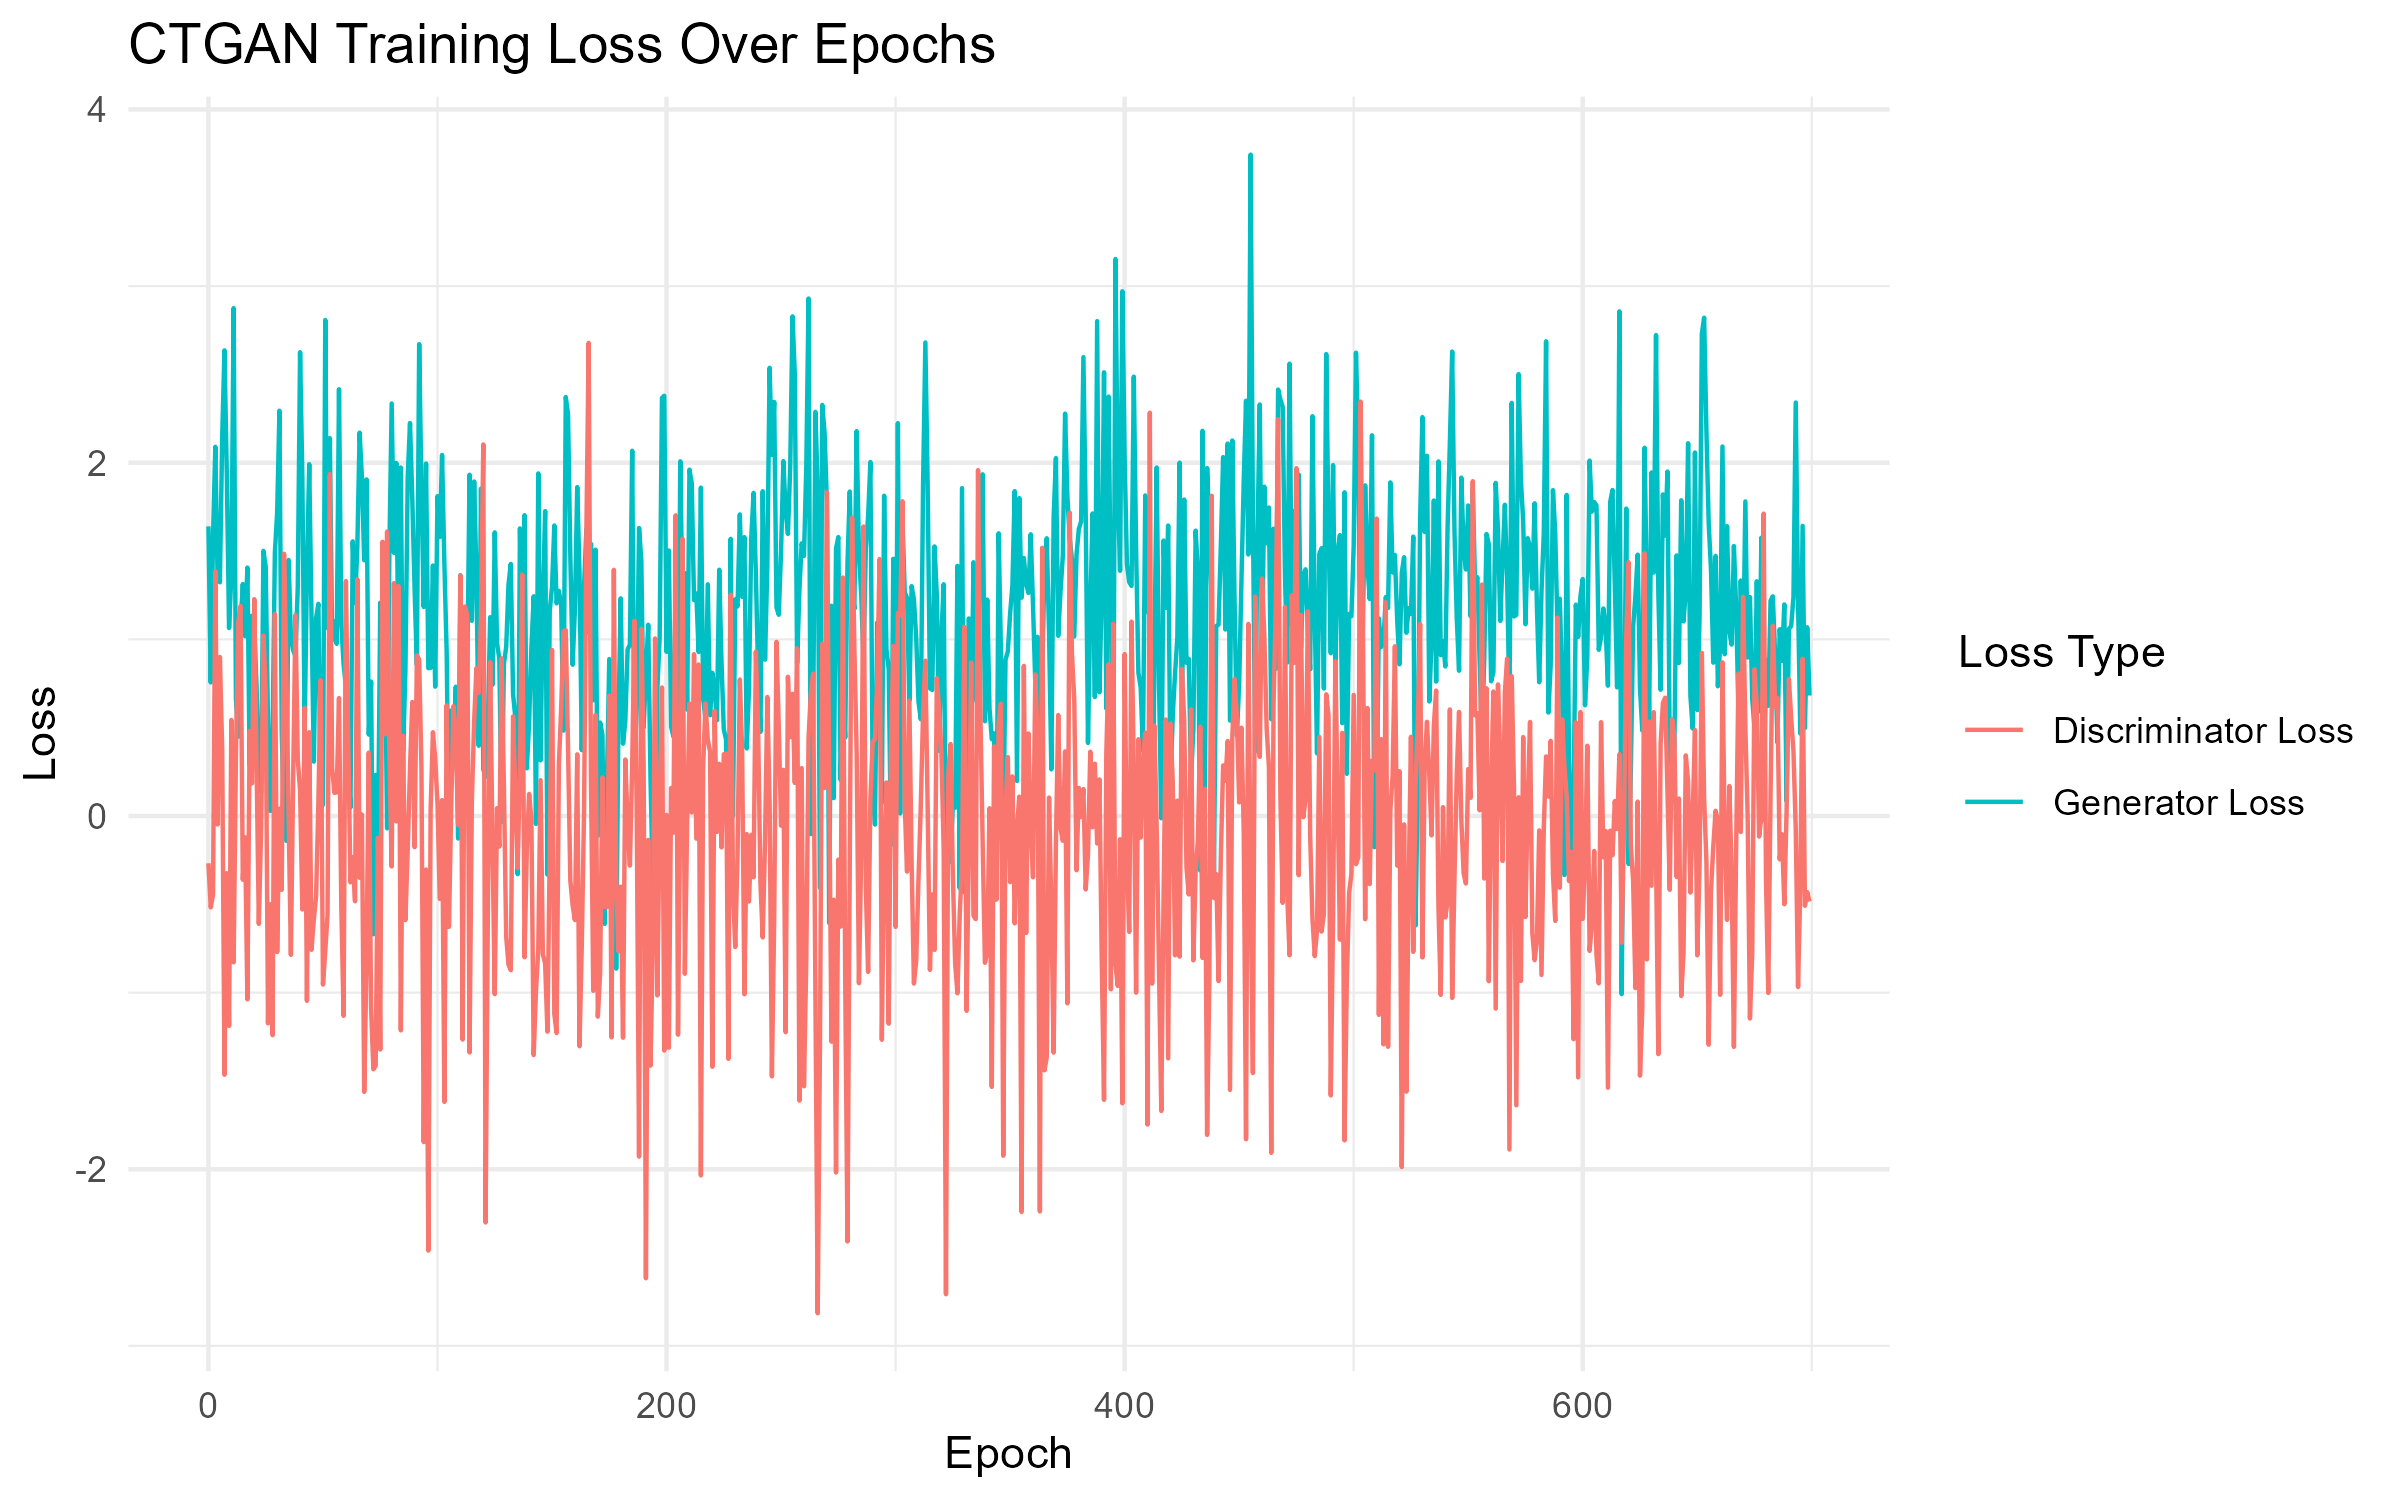 CTGAN Training Loss Over Epochs
4
2
0
-2
Loss
0 200 400 600
Epoch
Loss Type
Discriminator Loss
Generator Loss